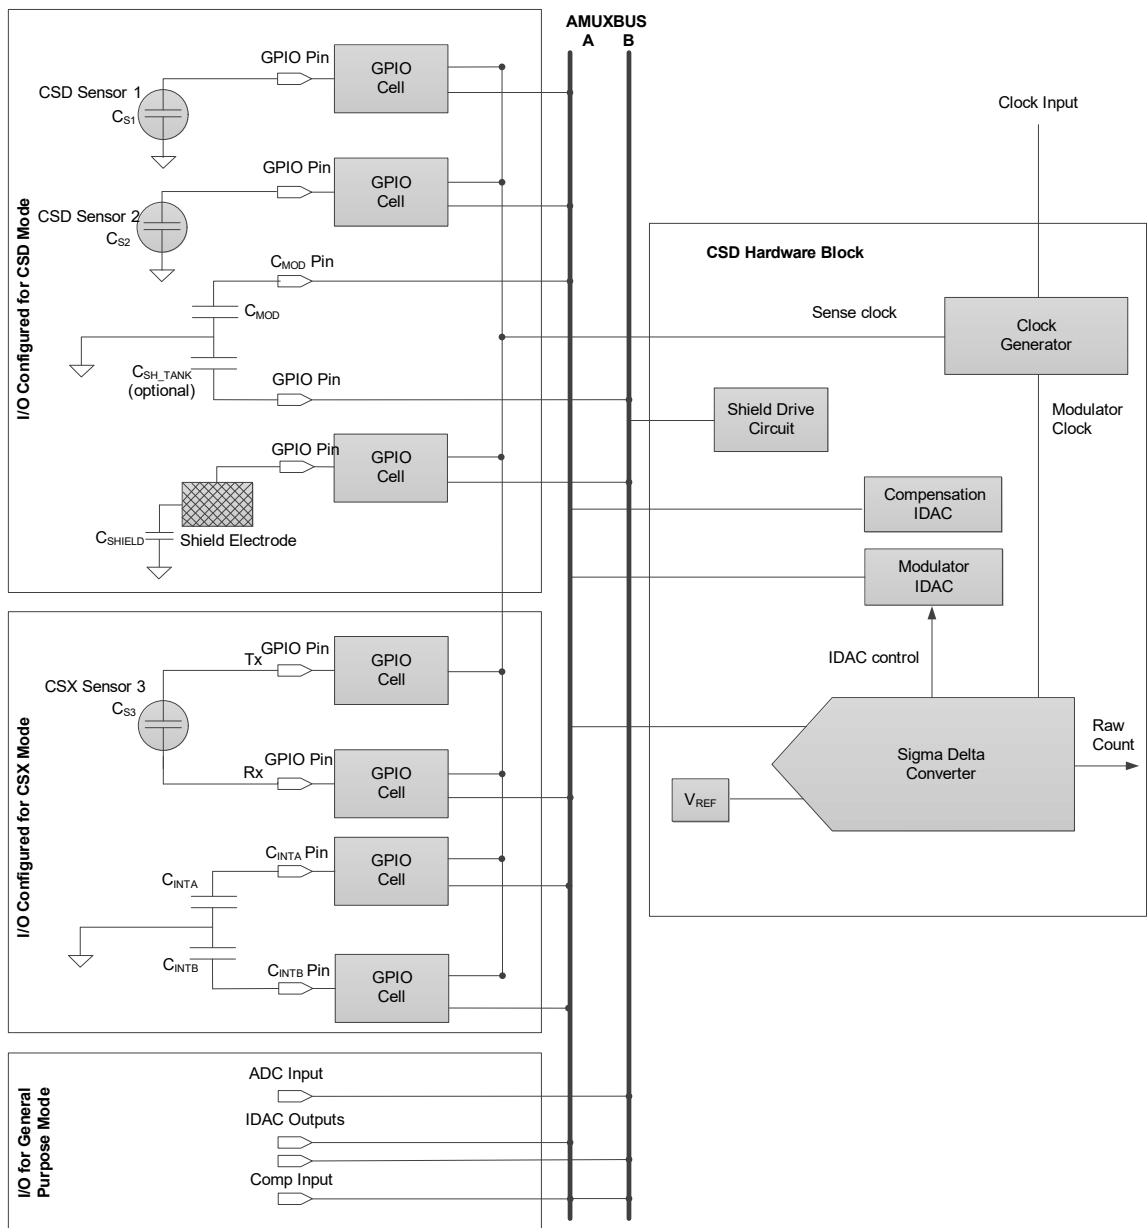 AMUXBUS
A B
I/O Configured for CSD Mode
GPIO Pin
GPIO
Cell
CSD Sensor 1
CS1
GPIO Pin
GPIO
Cell
CSD Sensor 2
CS2
CMOD Pin
CMOD
CSH_TANK
(optional)
GPIO Pin
GPIO Pin
GPIO
Cell
CSHIELD
Shield Electrode
Clock Input
CSD Hardware Block
Sense clock
Clock
Generator
Shield Drive
Circuit
Modulator
Clock
Compensation
IDAC
Modulator
IDAC
IDAC control
Sigma Delta
Converter
Raw
Count
VREF
I/O Configured for CSX Mode
GPIO Pin
Tx
GPIO
Cell
CSX Sensor 3
CS3
GPIO Pin
Rx
GPIO
Cell
CINTA Pin
GPIO
Cell
CINTA
CINTB
CINTB Pin
GPIO
Cell
I/O for General
Purpose Mode
ADC Input
IDAC Outputs
Comp Input